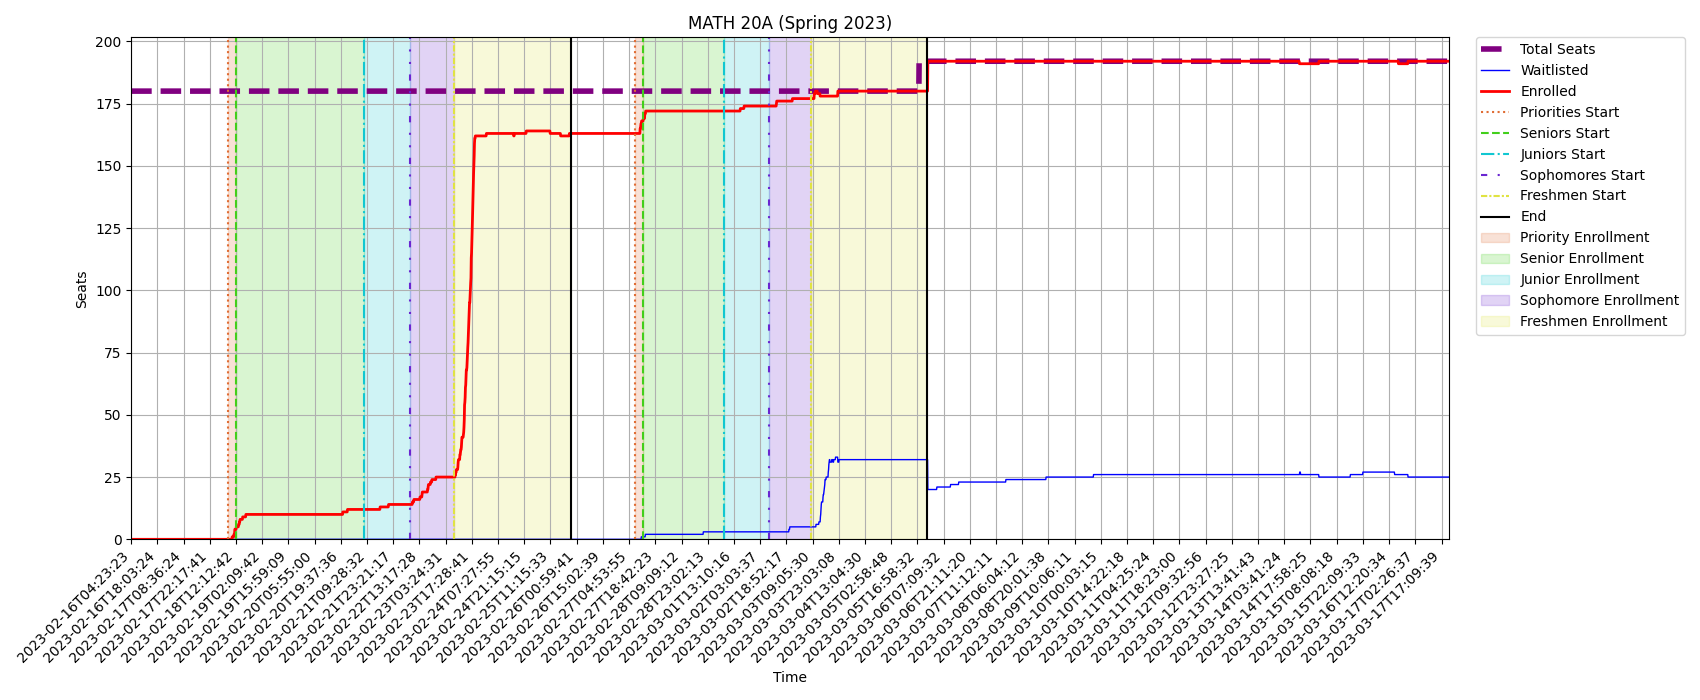 MATH 20A (Spring 2023)
Seats
200
175
150
125
100
75
50
25
0
2023-02-16T04:23:23
2023-02-16T18:03:24
2023-02-17T08:36:24
2023-02-17T22:17:41
2023-02-18T12:12:42
2023-02-19T02:09:42
2023-02-19T15:59:09
2023-02-20T05:55:00
2023-02-20T19:37:36
2023-02-21T09:28:32
2023-02-21T23:21:17
2023-02-22T13:17:28
2023-02-23T03:24:31
2023-02-23T17:28:41
2023-02-24T07:27:55
2023-02-24T21:15:15
2023-02-25T11:15:33
2023-02-26T00:59:41
2023-02-26T15:02:39
2023-02-27T04:53:55
2023-02-27T18:42:23
2023-02-28T09:09:12
2023-02-28T23:02:13
2023-03-01T13:10:16
2023-03-02T03:03:37
2023-03-02T18:52:17
2023-03-03T09:05:30
2023-03-03T23:03:08
2023-03-04T13:04:30
2023-03-05T02:58:48
2023-03-05T16:58:32
2023-03-06T07:09:32
2023-03-06T21:11:20
2023-03-07T11:12:11
2023-03-08T06:04:12
2023-03-08T20:01:38
2023-03-09T10:06:11
2023-03-10T00:03:15
2023-03-10T14:22:18
2023-03-11T04:25:24
2023-03-11T18:23:00
2023-03-12T09:32:56
2023-03-12T23:27:25
2023-03-13T13:41:43
2023-03-14T03:41:24
2023-03-14T17:58:25
2023-03-15T08:08:18
2023-03-15T22:09:33
2023-03-16T12:20:34
2023-03-17T02:26:37
2023-03-17T17:09:39
Time
Total Seats
Waitlisted
Enrolled
Priorities Start
Seniors Start
Juniors Start
Sophomores Start
Freshmen Start
End
Priority Enrollment
Senior Enrollment
Junior Enrollment
Sophomore Enrollment
Freshmen Enrollment